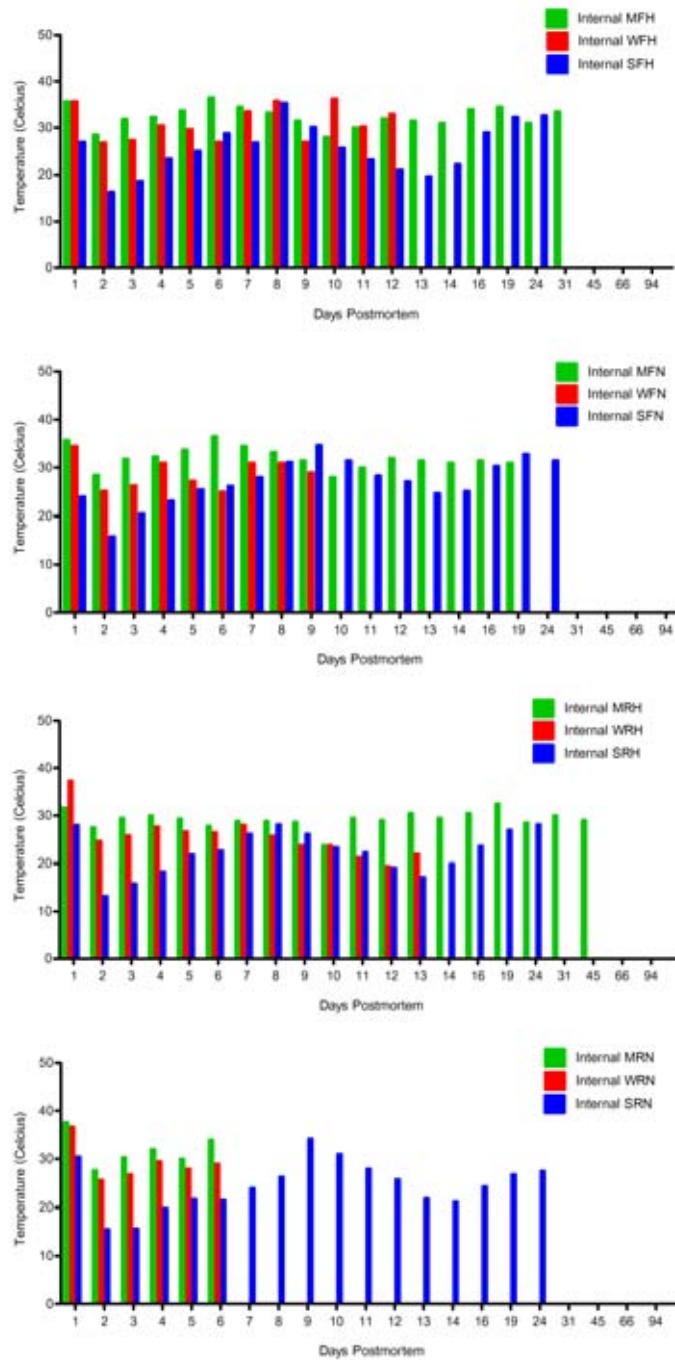 Internal MFH
Internal WFH
Internal SFH
Temperature (Celcius)
50
40
30
20
10
0
1 2 3 4 5 6 7 8 9 10 11 12 13 14 16 19 24 31 45 66 94
Days Postmortem
Internal MFN
Internal WFN
Internal SFN
Temperature (Celcius)
50
40
30
20
10
0
1 2 3 4 5 6 7 8 9 10 11 12 13 14 16 19 24 31 45 66 94
Days Postmortem
Internal MRH
Internal WRH
Internal SRH
Temperature (Celcius)
50
40
30
20
10
0
1 2 3 4 5 6 7 8 9 10 11 12 13 14 16 19 24 31 45 66 94
Days Postmortem
Internal MRN
Internal WRN
Internal SRN
Temperature (Celcius)
50
40
30
20
10
0
1 2 3 4 5 6 7 8 9 10 11 12 13 14 16 19 24 31 45 66 94
Days Postmortem